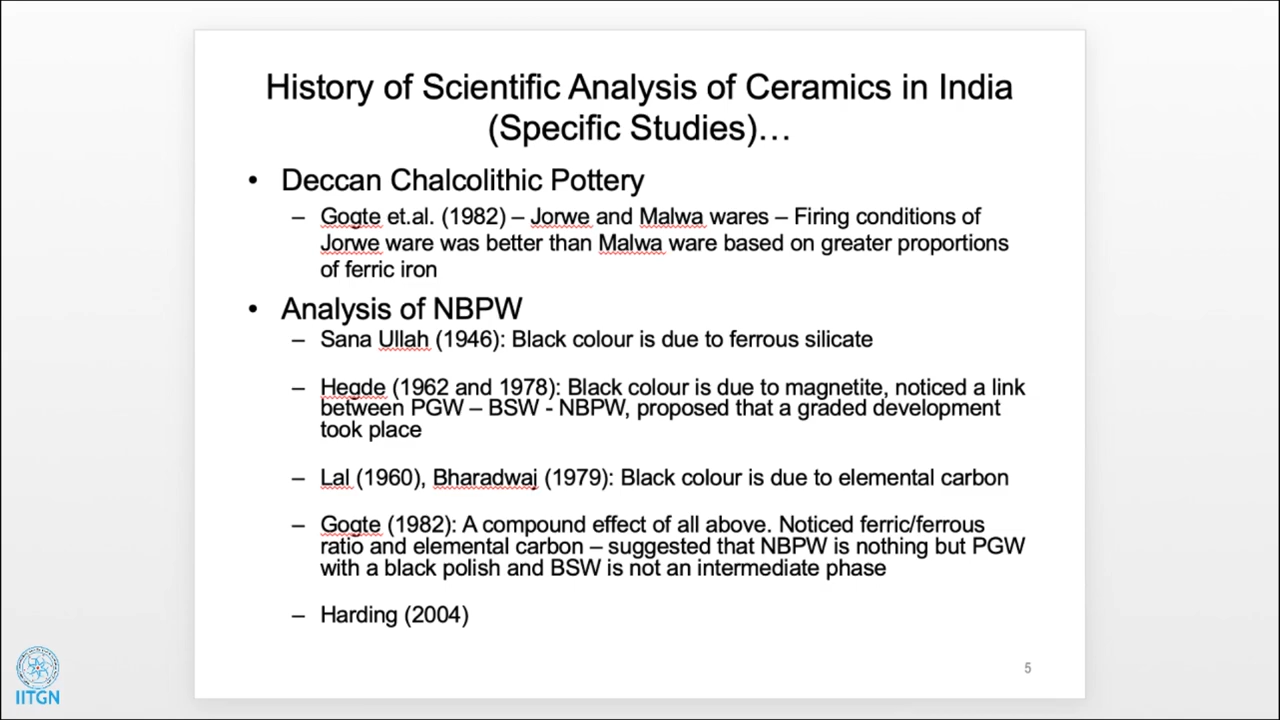 History of Scientific Analysis of Ceramics in India
(Specific Studies)…
• Deccan Chalcolithic Pottery
– Gogte et.al. (1982) – Jorwe and Malwa wares – Firing conditions of
Jorwe ware was better than Malwa ware based on greater proportions
of ferric iron
• Analysis of NBPW
– Sana Ullah (1946): Black colour is due to ferrous silicate
– Hegde (1962 and 1978): Black colour is due to magnetite, noticed a link
between PGW – BSW - NBPW, proposed that a graded development
took place
– Lal (1960), Bharadwaj (1979): Black colour is due to elemental carbon
– Gogte (1982): A compound effect of all above. Noticed ferric/ferrous
ratio and elemental carbon – suggested that NBPW is nothing but PGW
with a black polish and BSW is not an intermediate phase
– Harding (2004)
5
IITGN